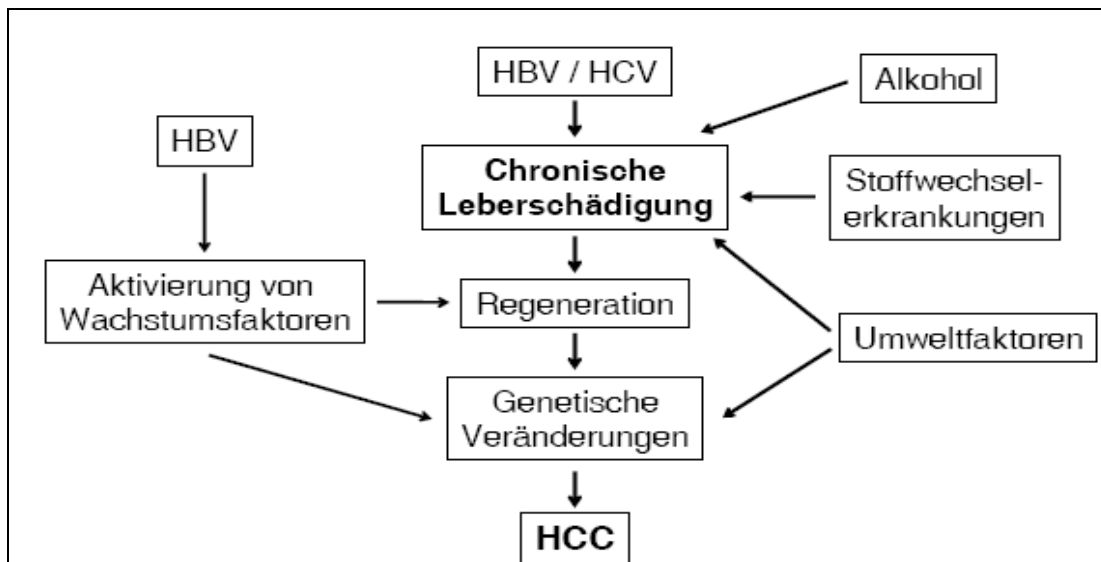 HBV / HCV
Alkohol
HBV
Chronische
Leberschädigung
Stoffwechsel-
erkrankungen
Aktivierung von
Wachstumsfaktoren
Regeneration
Umweltfaktoren
Genetische
Veränderungen
HCC